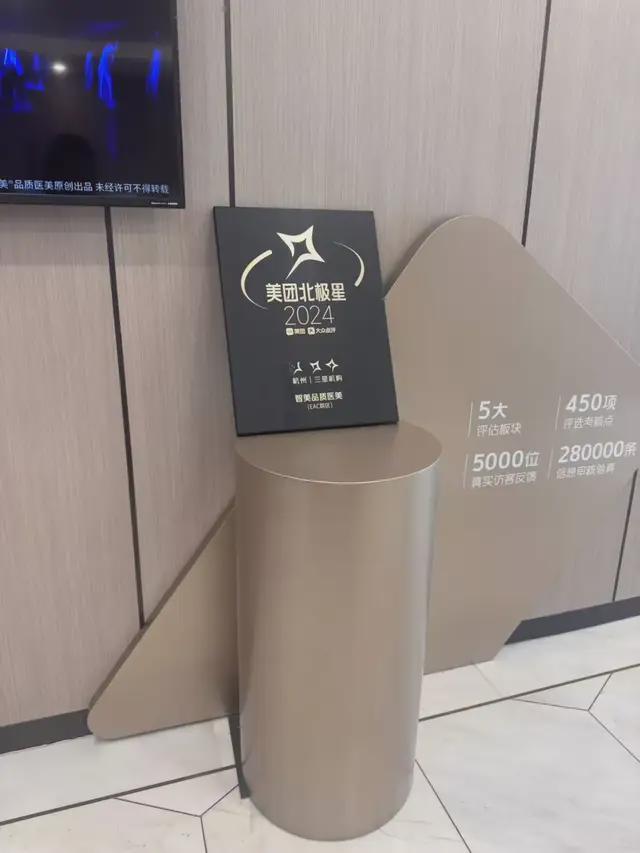 美®品质医美原创出品 未经许可不得转载
美团北极星
2024
美团 大众点评
杭州 | 三星机构
智美品质医美
(EAC院区)
5大
评估板块
450项
评选考核点
5000位
真实访客反馈
280000条
信息审核验真